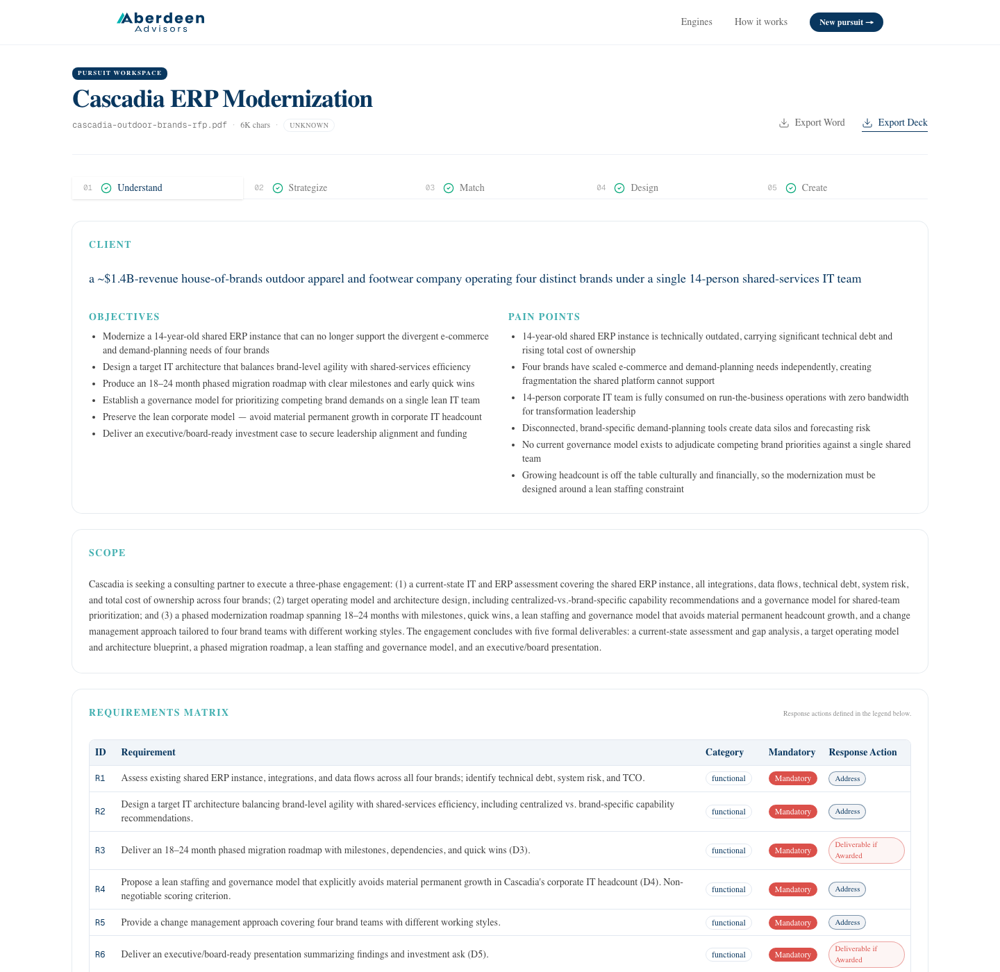 Aberdeen
Advisors
Engines
How it works
New pursuit →
PURSUIT WORKSPACE
Cascadia ERP Modernization
cascadia-outdoor-brands-rfp.pdf · 6K chars · UNKNOWN
Export Word
Export Deck
01 Understand
02 Strategize
03 Match
04 Design
05 Create
CLIENT
a ~$1.4B-revenue house-of-brands outdoor apparel and footwear company operating four distinct brands under a single 14-person shared-services IT team
OBJECTIVES
• Modernize a 14-year-old shared ERP instance that can no longer support the divergent e-commerce
and demand-planning needs of four brands
• Design a target IT architecture that balances brand-level agility with shared-services efficiency
• Produce an 18–24 month phased migration roadmap with clear milestones and early quick wins
• Establish a governance model for prioritizing competing brand demands on a single lean IT team
• Preserve the lean corporate model — avoid material permanent growth in corporate IT headcount
• Deliver an executive/board-ready investment case to secure leadership alignment and funding
PAIN POINTS
• 14-year-old shared ERP instance is technically outdated, carrying significant technical debt and
rising total cost of ownership
• Four brands have scaled e-commerce and demand-planning needs independently, creating
fragmentation the shared platform cannot support
• 14-person corporate IT team is fully consumed on run-the-business operations with zero bandwidth
for transformation leadership
• Disconnected, brand-specific demand-planning tools create data silos and forecasting risk
• No current governance model exists to adjudicate competing brand priorities against a single shared
team
• Growing headcount is off the table culturally and financially, so the modernization must be
designed around a lean staffing constraint
SCOPE
Cascadia is seeking a consulting partner to execute a three-phase engagement: (1) a current-state IT and ERP assessment covering the shared ERP instance, all integrations, data flows, technical debt, system risk,
and total cost of ownership across four brands; (2) target operating model and architecture design, including centralized-vs.-brand-specific capability recommendations and a governance model for shared-team
prioritization; and (3) a phased modernization roadmap spanning 18–24 months with milestones, quick wins, a lean staffing and governance model that avoids material permanent headcount growth, and a change
management approach tailored to four brand teams with different working styles. The engagement concludes with five formal deliverables: a current-state assessment and gap analysis, a target operating model
and architecture blueprint, a phased migration roadmap, a lean staffing and governance model, and an executive/board presentation.
REQUIREMENTS MATRIX
Response actions defined in the legend below.
ID Requirement Category Mandatory Response Action
R1 Assess existing shared ERP instance, integrations, and data flows across all four brands; identify technical debt, system risk, and TCO. functional Mandatory Address
R2 Design a target IT architecture balancing brand-level agility with shared-services efficiency, including centralized vs. brand-specific capability
recommendations. functional Mandatory Address
R3 Deliver an 18–24 month phased migration roadmap with milestones, dependencies, and quick wins (D3). functional Mandatory Deliverable if
Awarded
R4 Propose a lean staffing and governance model that explicitly avoids material permanent growth in Cascadia's corporate IT headcount (D4). Non-
negotiable scoring criterion. functional Mandatory Address
R5 Provide a change management approach covering four brand teams with different working styles. functional Mandatory Address
R6 Deliver an executive/board-ready presentation summarizing findings and investment ask (D5). functional Mandatory Deliverable if
Awarded